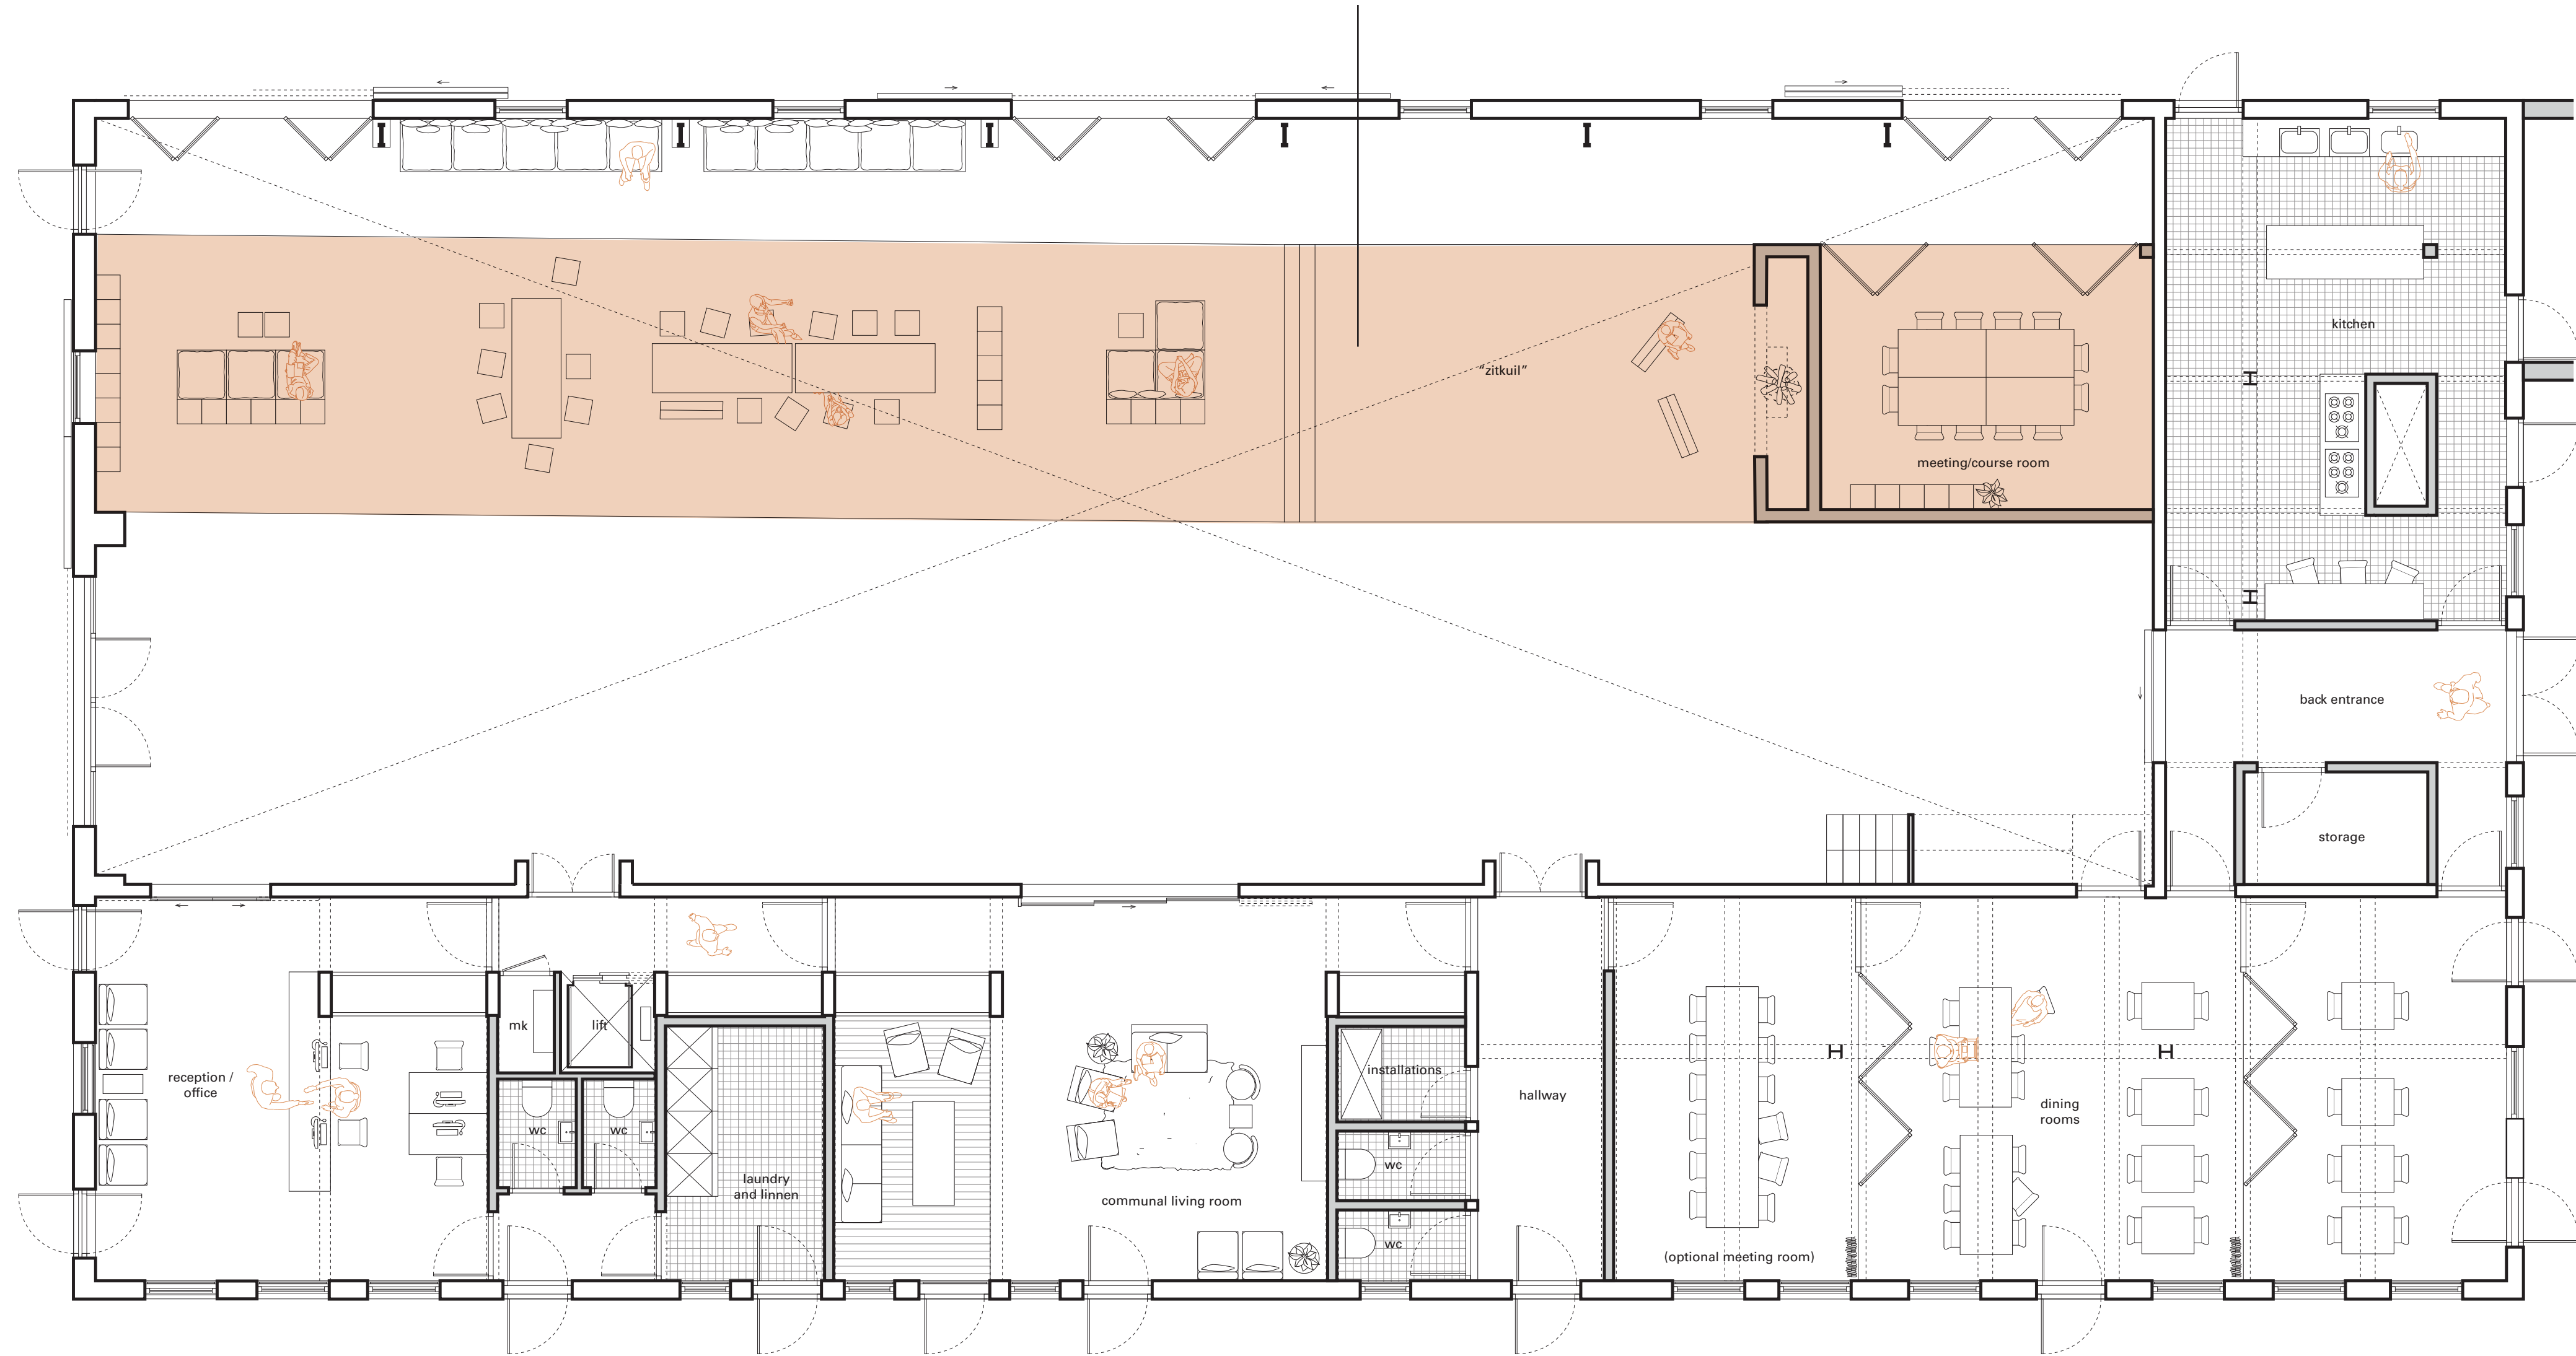 kitchen
"zitkuil"
meeting/course room
back entrance
storage
mk
lift
reception /
office
installations
hallway
dining
rooms
wc
wc
wc
laundry
and linnen
communal living room
wc
(optional meeting room)